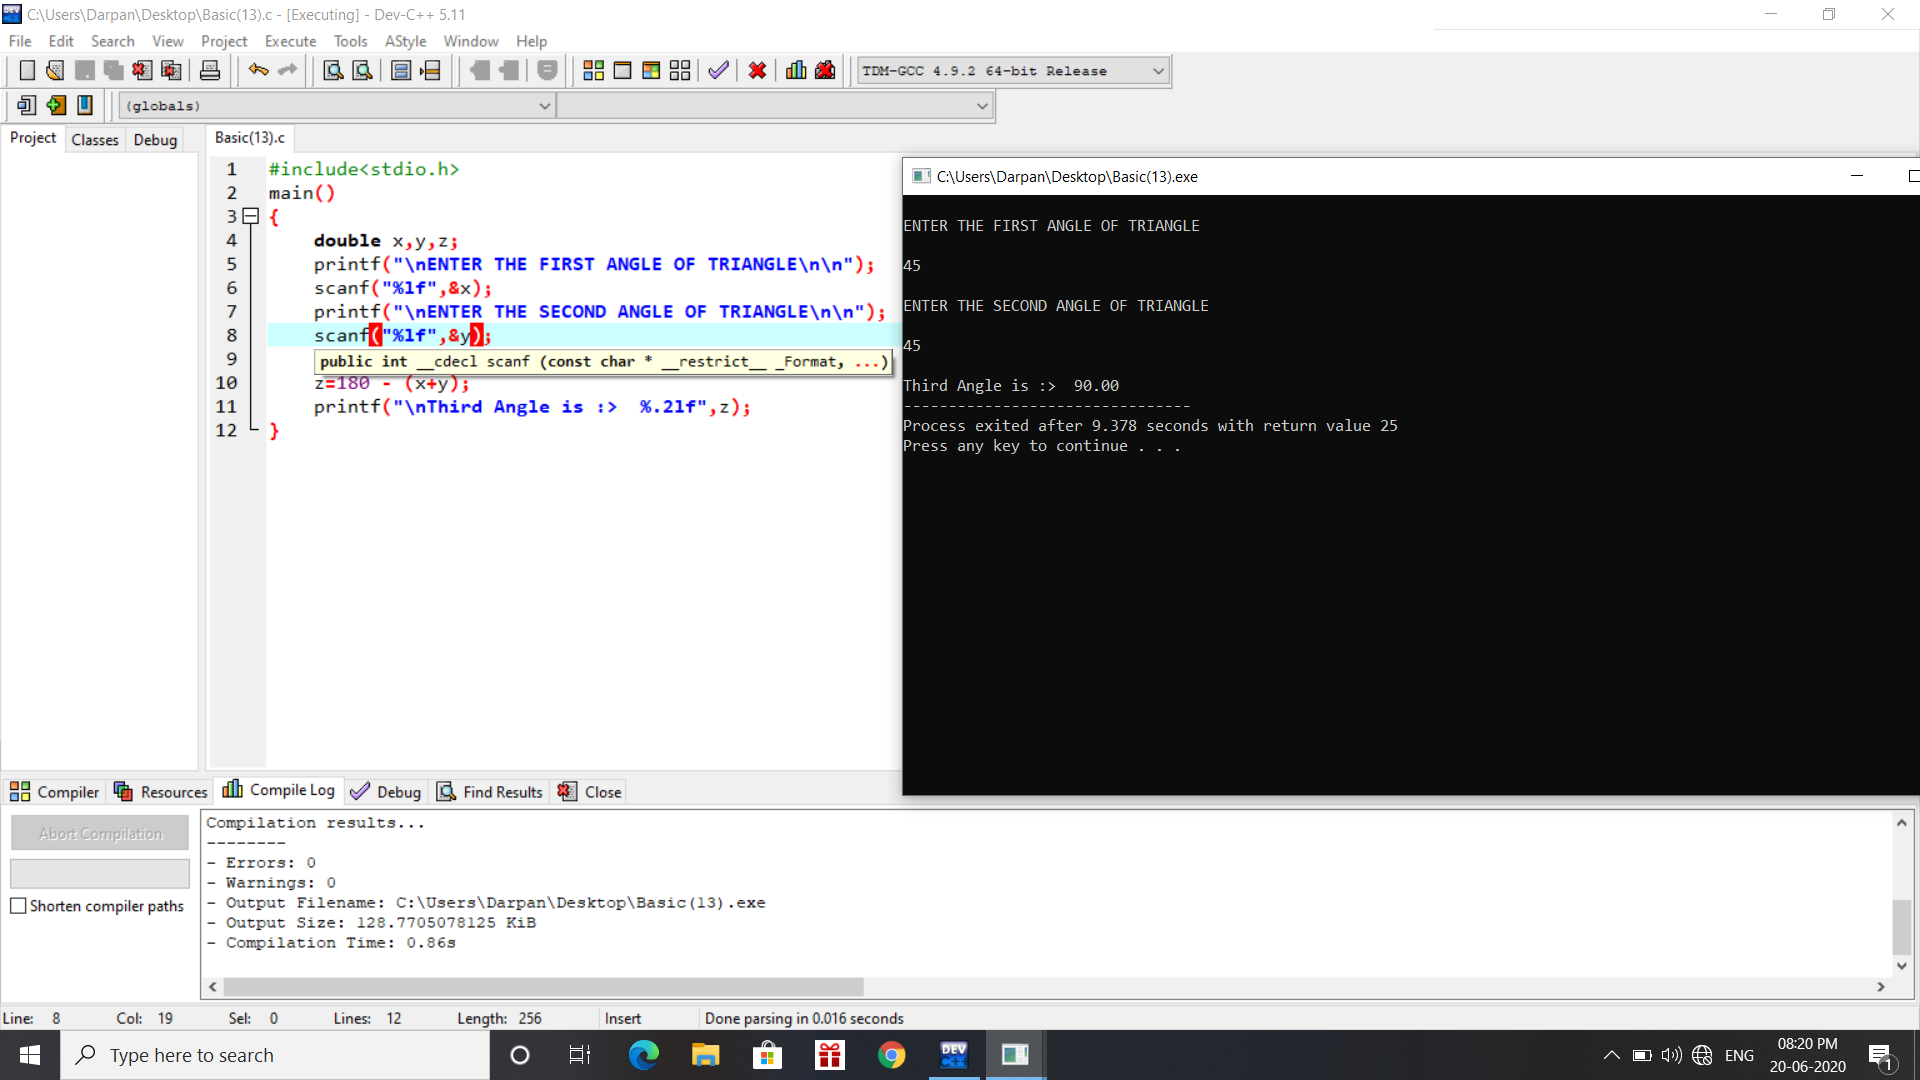 C:\Users\Darpan\Desktop\Basic(13).c - [Executing] - Dev-C++ 5.11
File Edit Search View Project Execute Tools AStyle Window Help
TDM-GCC 4.9.2 64-bit Release
(globals)
Project Classes Debug
Basic(13).c
1 #include<stdio.h>
2 main()
3 {
4 double x,y,z;
5 printf("\nENTER THE FIRST ANGLE OF TRIANGLE\n\n");
6 scanf("%lf",&x);
7 printf("\nENTER THE SECOND ANGLE OF TRIANGLE\n\n");
8 scanf("%lf",&y);
9 public int __cdecl scanf (const char * __restrict__ _Format, ...)
10 z=180 - (x+y);
11 printf("\nThird Angle is :>  %.2lf",z);
12 }
C:\Users\Darpan\Desktop\Basic(13).exe
ENTER THE FIRST ANGLE OF TRIANGLE
45
ENTER THE SECOND ANGLE OF TRIANGLE
45
Third Angle is :>  90.00
--------------------------------
Process exited after 9.378 seconds with return value 25
Press any key to continue . . .
Compiler Resources Compile Log Debug Find Results Close
Abort Compilation
Shorten compiler paths
Compilation results...
--------
- Errors: 0
- Warnings: 0
- Output Filename: C:\Users\Darpan\Desktop\Basic(13).exe
- Output Size: 128.7705078125 KiB
- Compilation Time: 0.86s
Line: 8 Col: 19 Sel: 0 Lines: 12 Length: 256 Insert Done parsing in 0.016 seconds
Type here to search
DEV C++
ENG
08:20 PM
20-06-2020
1